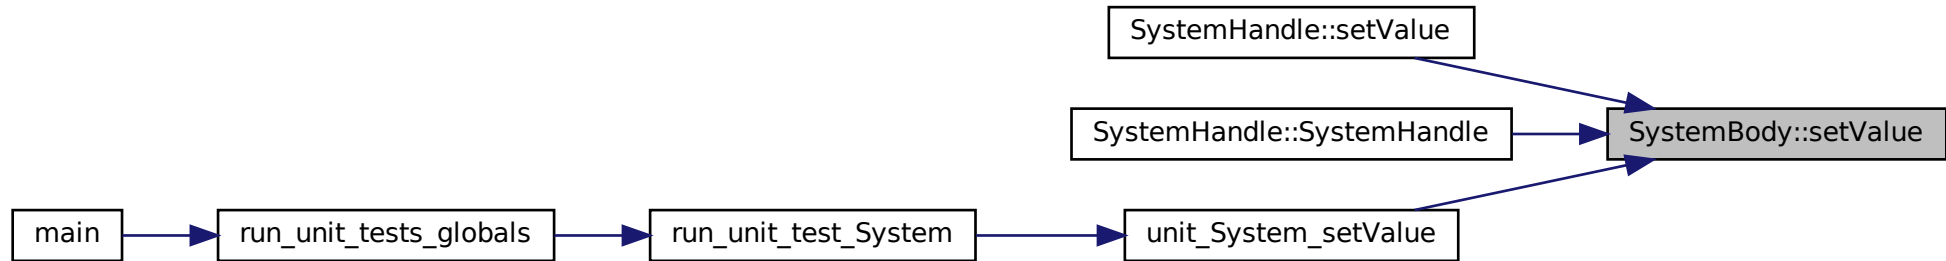 SystemHandle::setValue
SystemHandle::SystemHandle
SystemBody::setValue
main
run_unit_tests_globals
run_unit_test_System
unit_System_setValue